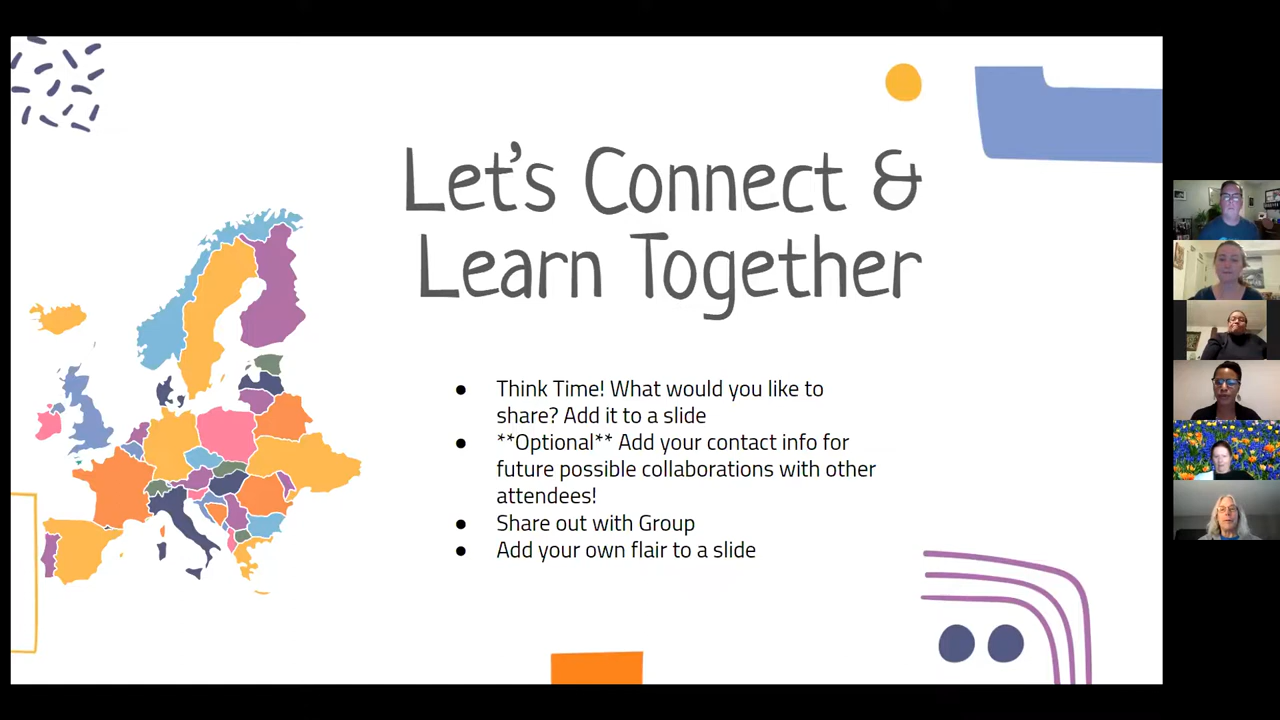 Let's Connect &
Learn Together
● Think Time! What would you like to
share? Add it to a slide
● **Optional** Add your contact info for
future possible collaborations with other
attendees!
● Share out with Group
● Add your own flair to a slide